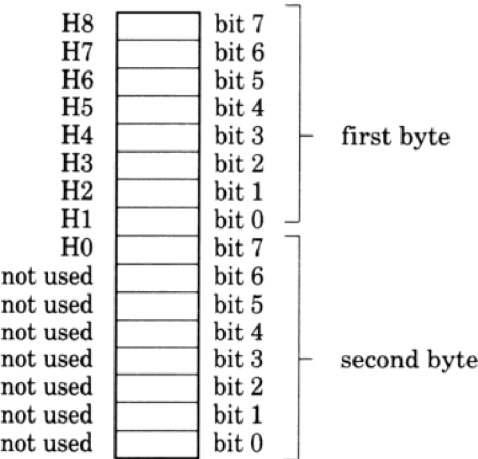 H8 bit 7
H7 bit 6
H6 bit 5
H5 bit 4
H4 bit 3 first byte
H3 bit 2
H2 bit 1
H1 bit 0
H0 bit 7
not used bit 6
not used bit 5
not used bit 4
not used bit 3 second byte
not used bit 2
not used bit 1
not used bit 0